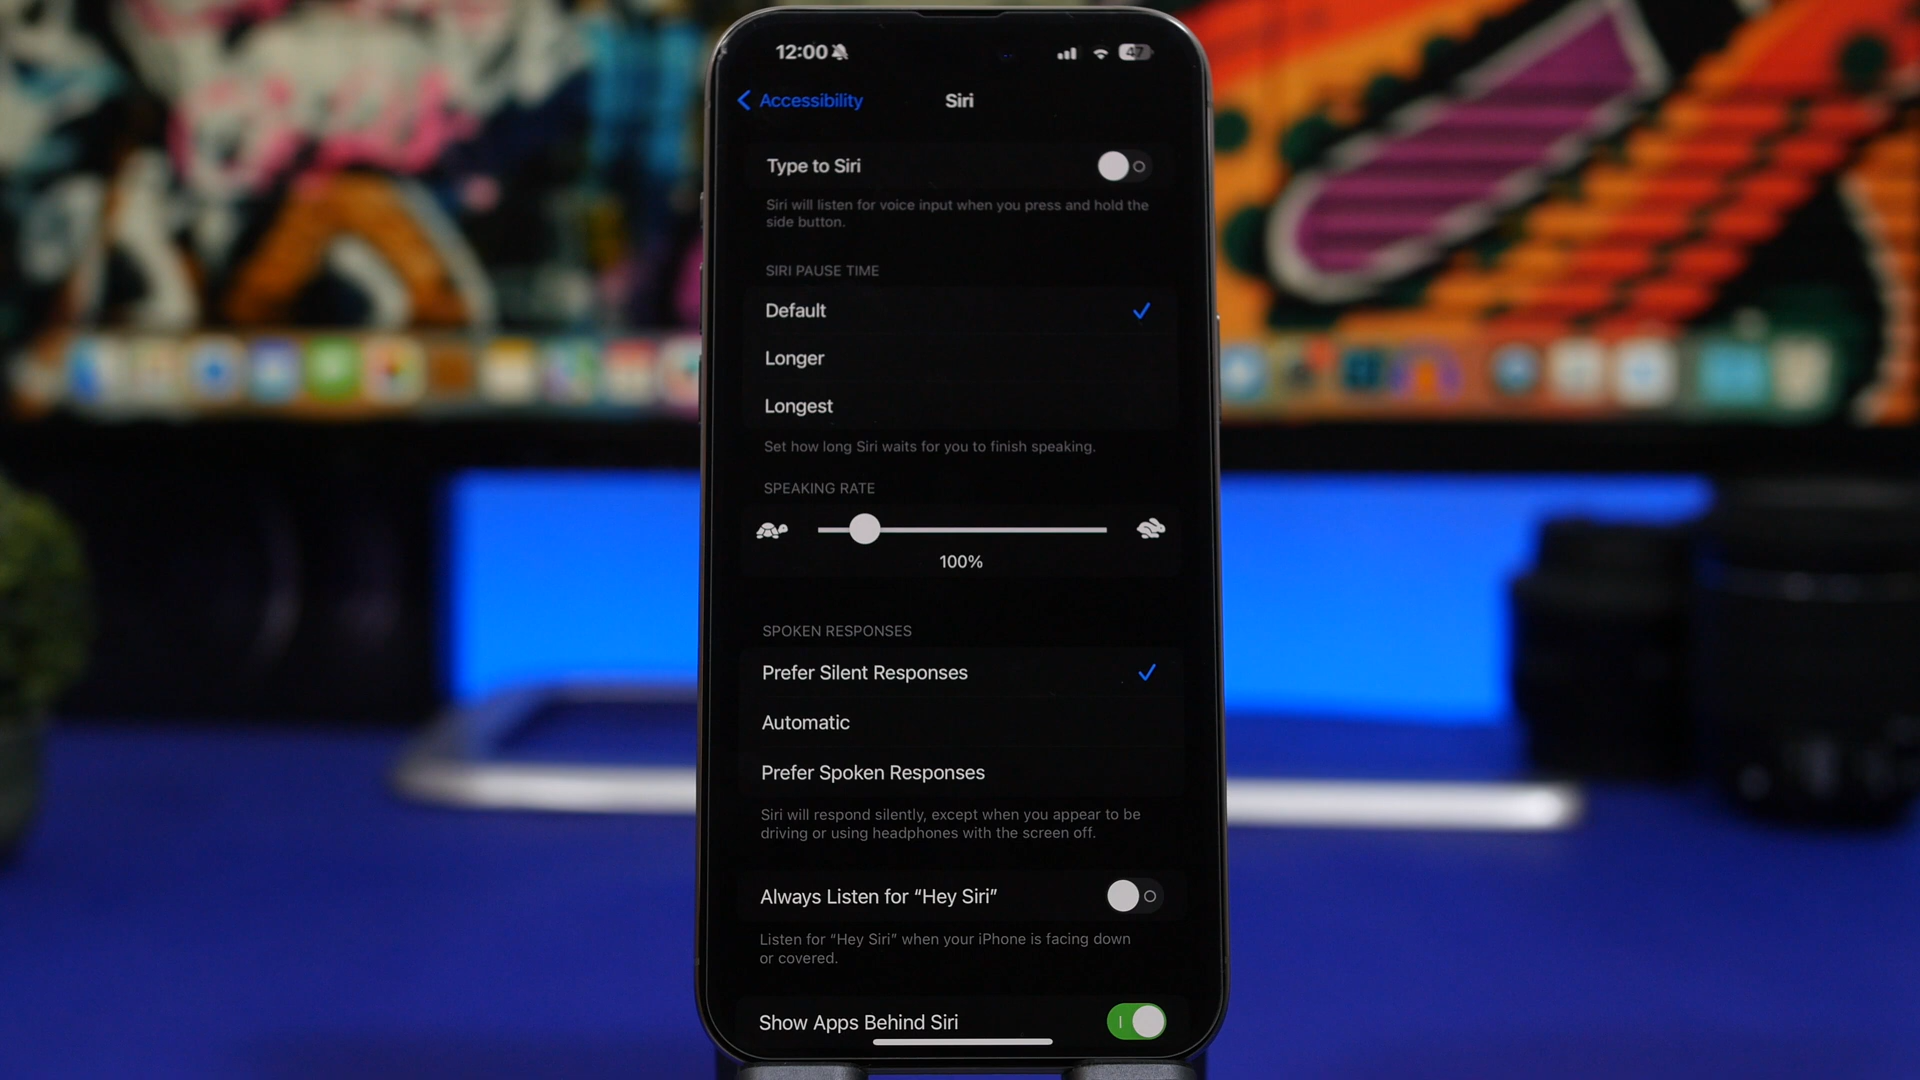 12:00
47
Accessibility
Siri
Type to Siri
Siri will listen for voice input when you press and hold the
side button.
SIRI PAUSE TIME
Default
Longer
Longest
Set how long Siri waits for you to finish speaking.
SPEAKING RATE
100%
SPOKEN RESPONSES
Prefer Silent Responses
Automatic
Prefer Spoken Responses
Siri will respond silently, except when you appear to be
driving or using headphones with the screen off.
Always Listen for “Hey Siri”
Listen for “Hey Siri” when your iPhone is facing down
or covered.
Show Apps Behind Siri